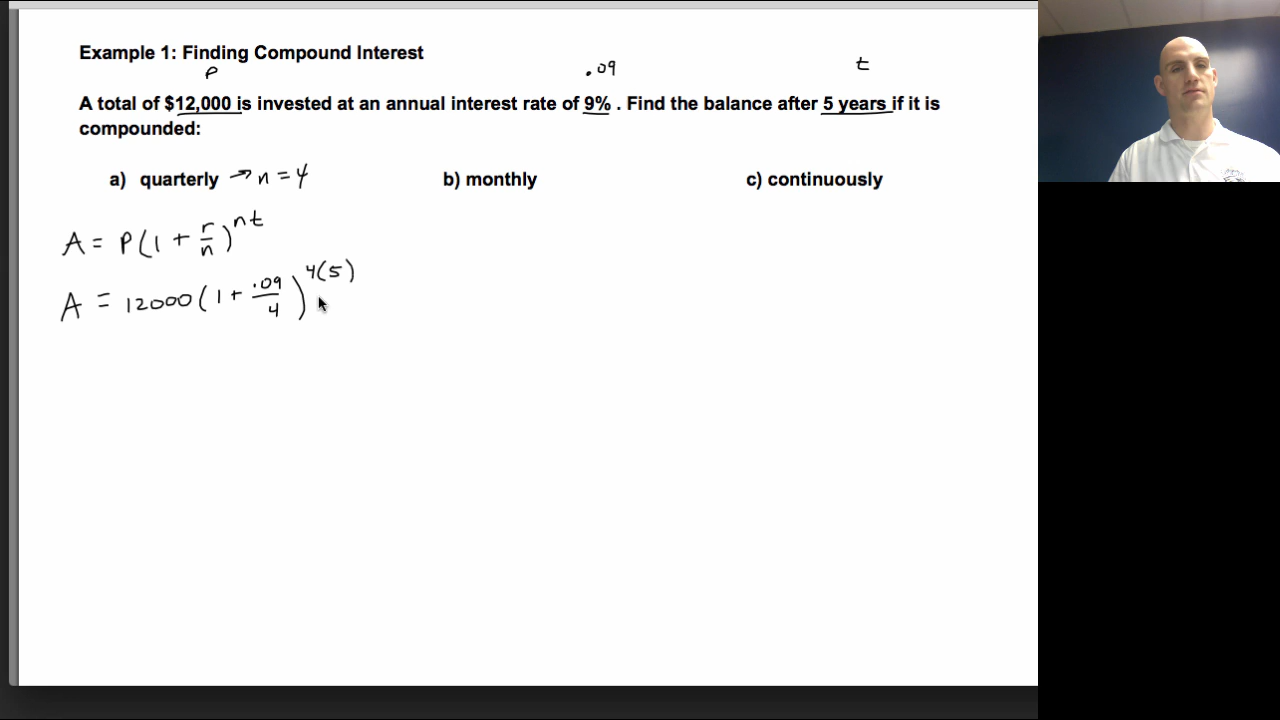 Example 1: Finding Compound Interest
P .09 t
A total of $12,000 is invested at an annual interest rate of 9% . Find the balance after 5 years if it is
compounded:
a) quarterly → n = 4 b) monthly c) continuously
A = P(1 + r/n)^nt
A = 12000(1 + .09/4)^4(5)